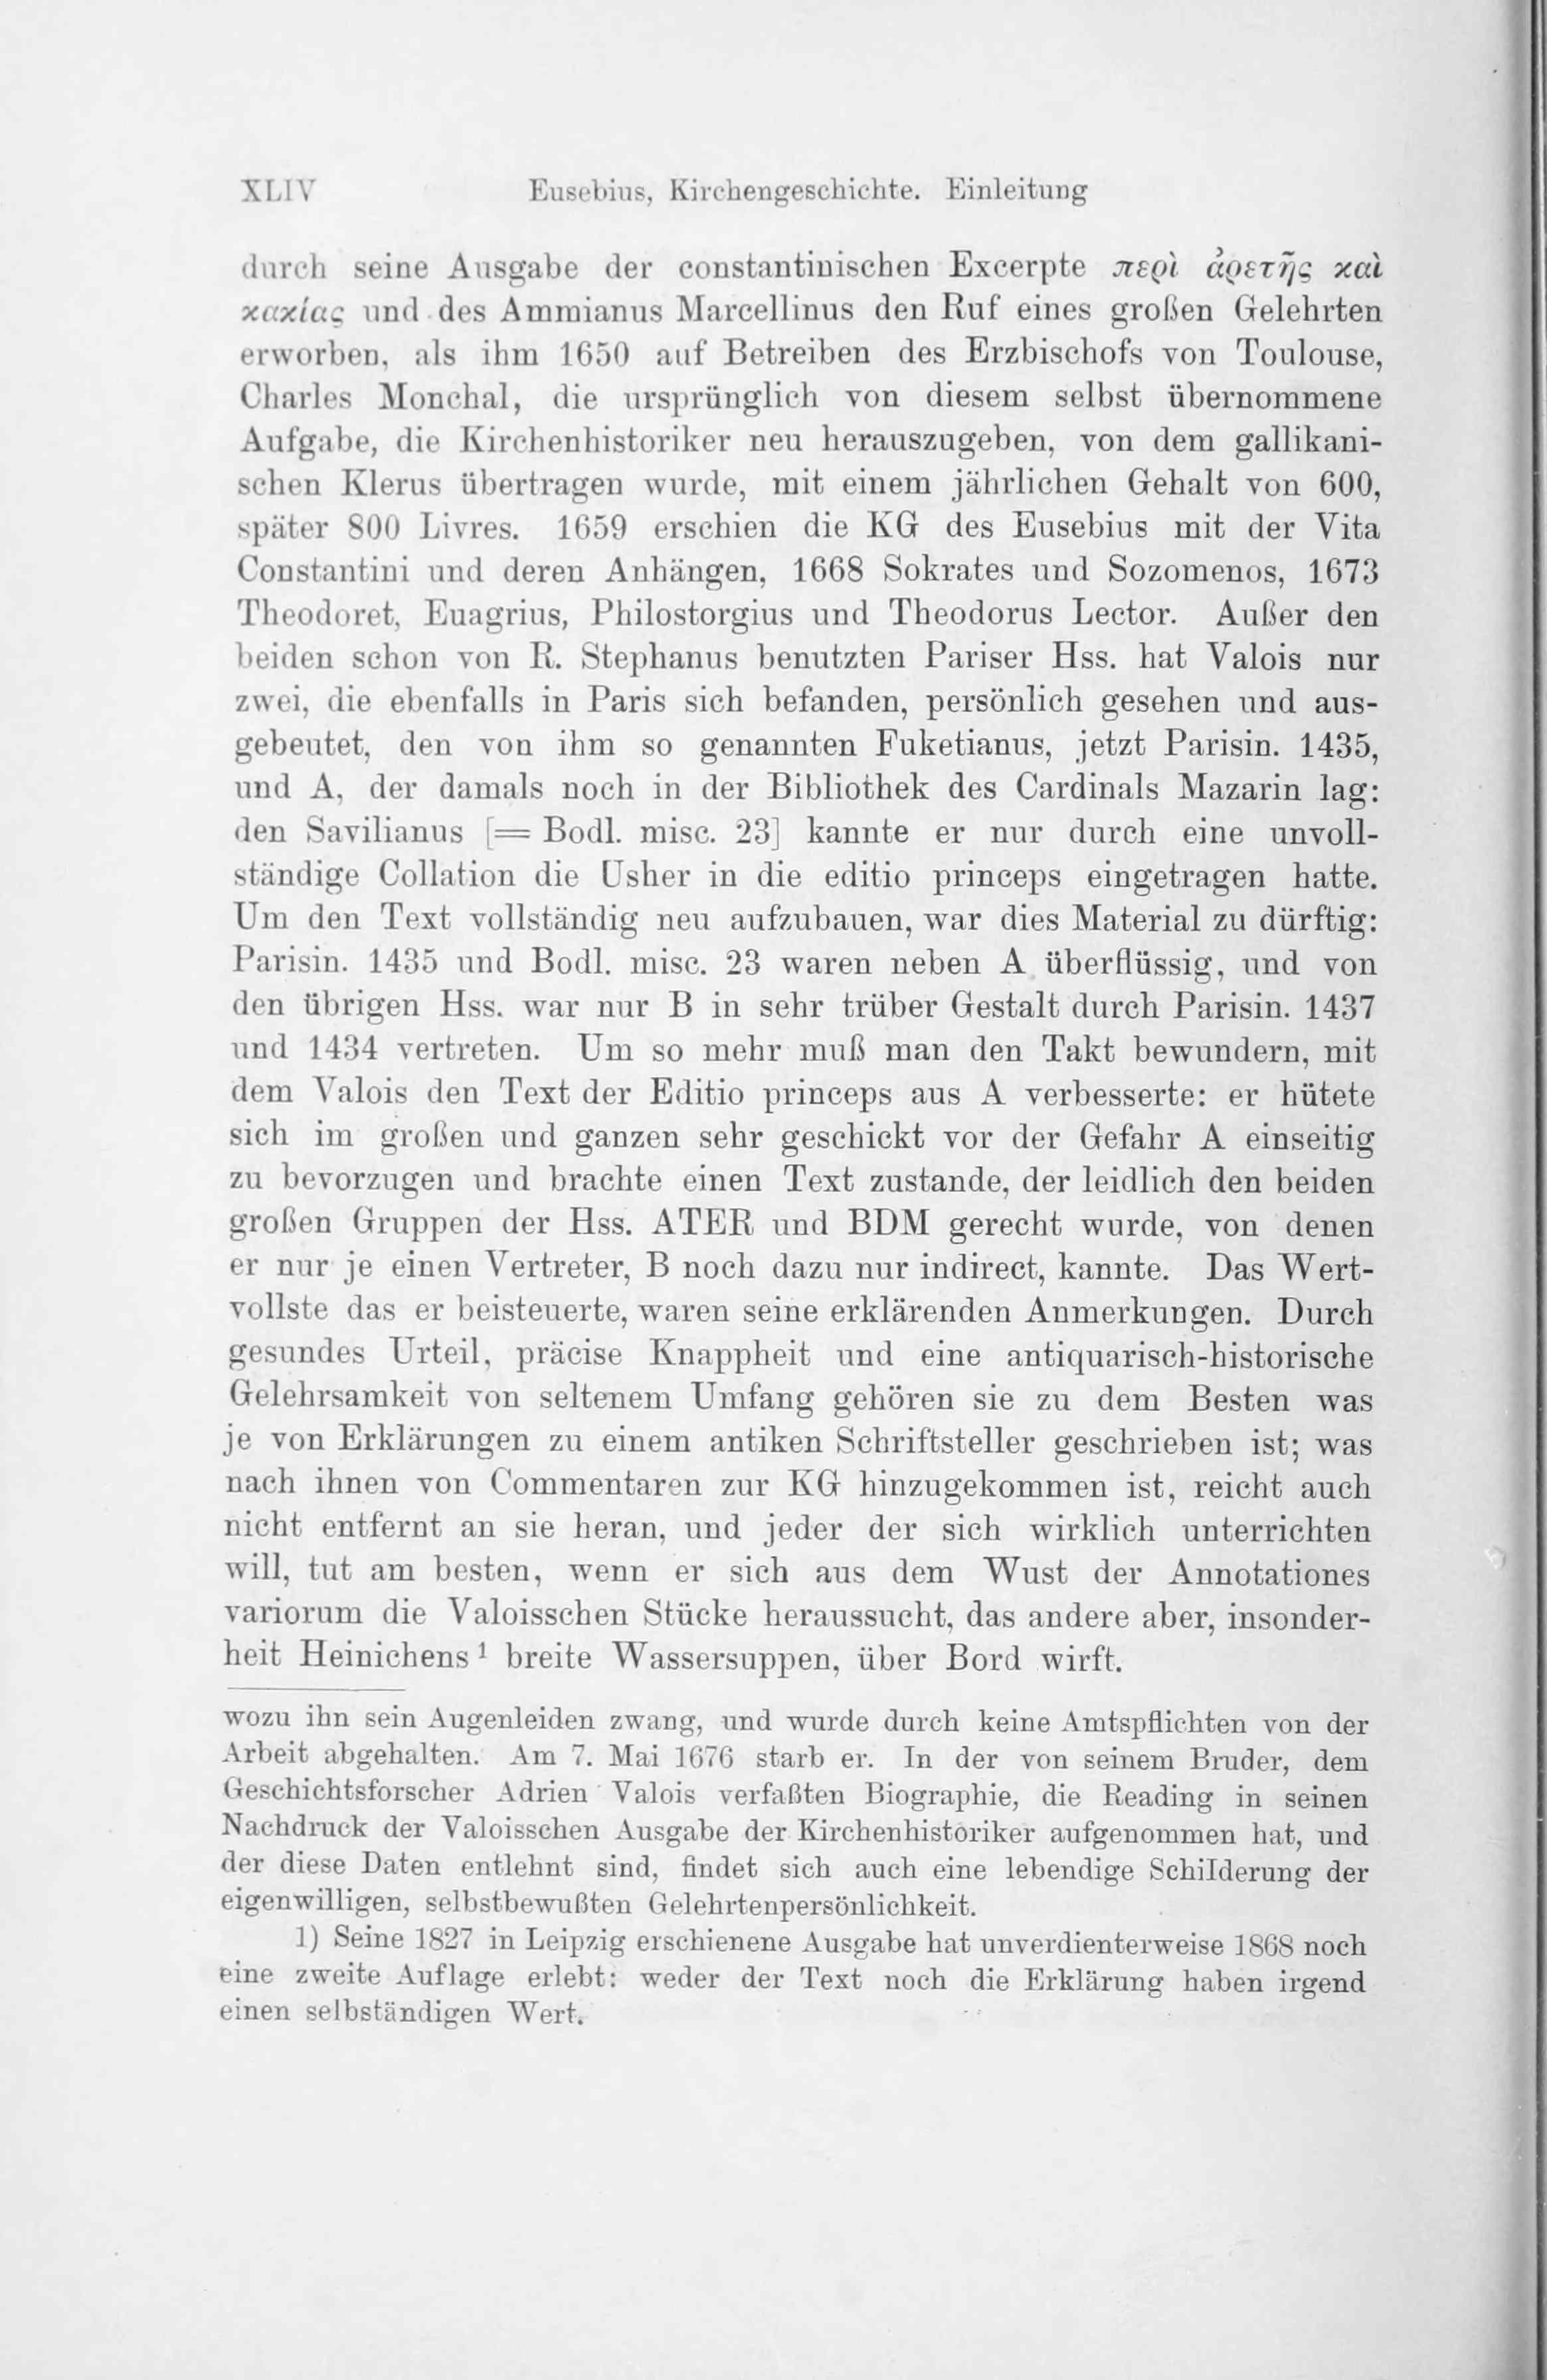 XLIV Eusebius, Kirchengeschichte. Einleitung
durch seine Ausgabe der constantinischen Excerpte περὶ ἀρετῆς καὶ
κακίας und des Ammianus Marcellinus den Ruf eines großen Gelehrten
erworben, als ihm 1650 auf Betreiben des Erzbischofs von Toulouse,
Charles Monchal, die ursprünglich von diesem selbst übernommene
Aufgabe, die Kirchenhistoriker neu herauszugeben, von dem gallikani-
schen Klerus übertragen wurde, mit einem jährlichen Gehalt von 600,
später 800 Livres. 1659 erschien die KG des Eusebius mit der Vita
Constantini und deren Anhängen, 1668 Sokrates und Sozomenos, 1673
Theodoret, Euagrius, Philostorgius und Theodorus Lector. Außer den
beiden schon von R. Stephanus benutzten Pariser Hss. hat Valois nur
zwei, die ebenfalls in Paris sich befanden, persönlich gesehen und aus-
gebeutet, den von ihm so genannten Fuketianus, jetzt Parisin. 1435,
und A, der damals noch in der Bibliothek des Cardinals Mazarin lag:
den Savilianus [= Bodl. misc. 23] kannte er nur durch eine unvoll-
ständige Collation die Usher in die editio princeps eingetragen hatte.
Um den Text vollständig neu aufzubauen, war dies Material zu dürftig:
Parisin. 1435 und Bodl. misc. 23 waren neben A überflüssig, und von
den übrigen Hss. war nur B in sehr trüber Gestalt durch Parisin. 1437
und 1434 vertreten. Um so mehr muß man den Takt bewundern, mit
dem Valois den Text der Editio princeps aus A verbesserte: er hütete
sich im großen und ganzen sehr geschickt vor der Gefahr A einseitig
zu bevorzugen und brachte einen Text zustande, der leidlich den beiden
großen Gruppen der Hss. ATER und BDM gerecht wurde, von denen
er nur je einen Vertreter, B noch dazu nur indirect, kannte. Das Wert-
vollste das er beisteuerte, waren seine erklärenden Anmerkungen. Durch
gesundes Urteil, präcise Knappheit und eine antiquarisch-historische
Gelehrsamkeit von seltenem Umfang gehören sie zu dem Besten was
je von Erklärungen zu einem antiken Schriftsteller geschrieben ist; was
nach ihnen von Commentaren zur KG hinzugekommen ist, reicht auch
nicht entfernt an sie heran, und jeder der sich wirklich unterrichten
will, tut am besten, wenn er sich aus dem Wust der Annotationes
variorum die Valoisschen Stücke heraussucht, das andere aber, insonder-
heit Heinichens¹ breite Wassersuppen, über Bord wirft.
wozu ihn sein Augenleiden zwang, und wurde durch keine Amtspflichten von der
Arbeit abgehalten. Am 7. Mai 1676 starb er. In der von seinem Bruder, dem
Geschichtsforscher Adrien Valois verfaßten Biographie, die Reading in seinen
Nachdruck der Valoisschen Ausgabe der Kirchenhistoriker aufgenommen hat, und
der diese Daten entlehnt sind, findet sich auch eine lebendige Schilderung der
eigenwilligen, selbstbewußten Gelehrtenpersönlichkeit.
1) Seine 1827 in Leipzig erschienene Ausgabe hat unverdienterweise 1868 noch
eine zweite Auflage erlebt: weder der Text noch die Erklärung haben irgend
einen selbständigen Wert.